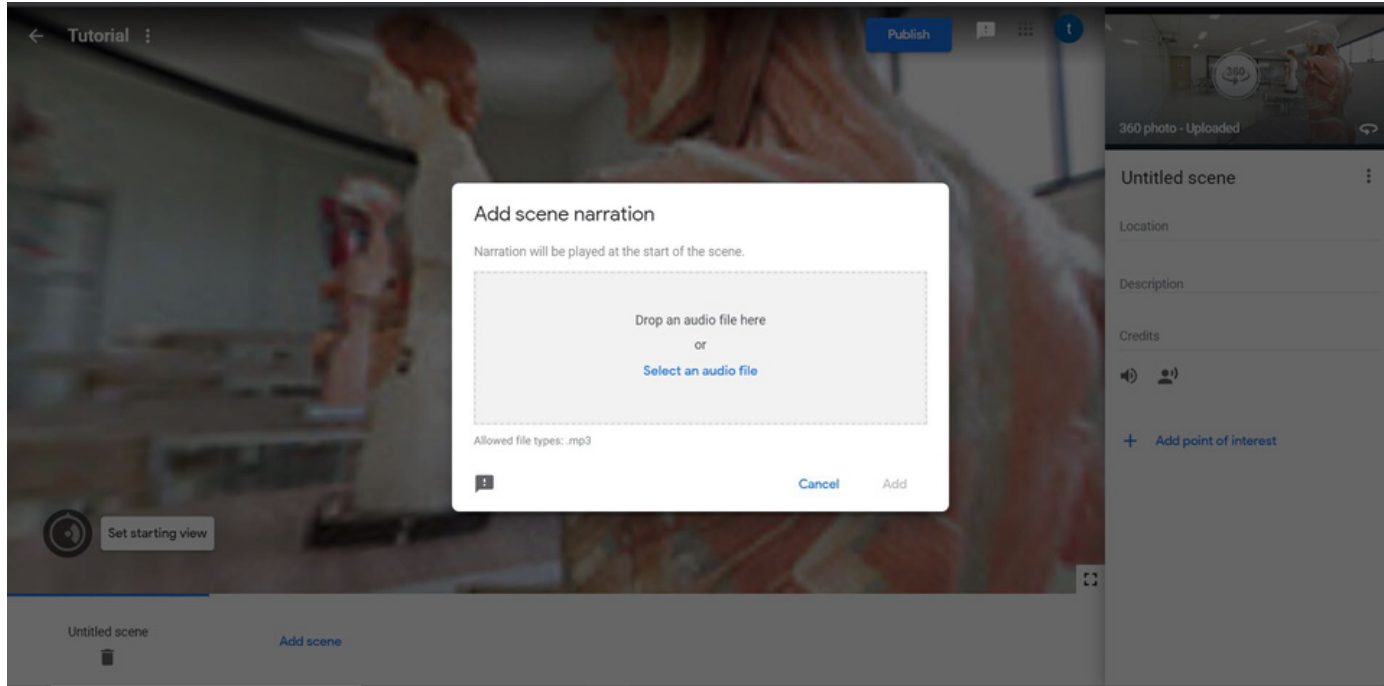 Tutorial
Publish
t
360
360 photo - Uploaded
Untitled scene
Location
Description
Credits
Add point of interest
Add scene narration
Narration will be played at the start of the scene.
Drop an audio file here
or
Select an audio file
Allowed file types: .mp3
Cancel Add
Set starting view
Untitled scene
Add scene